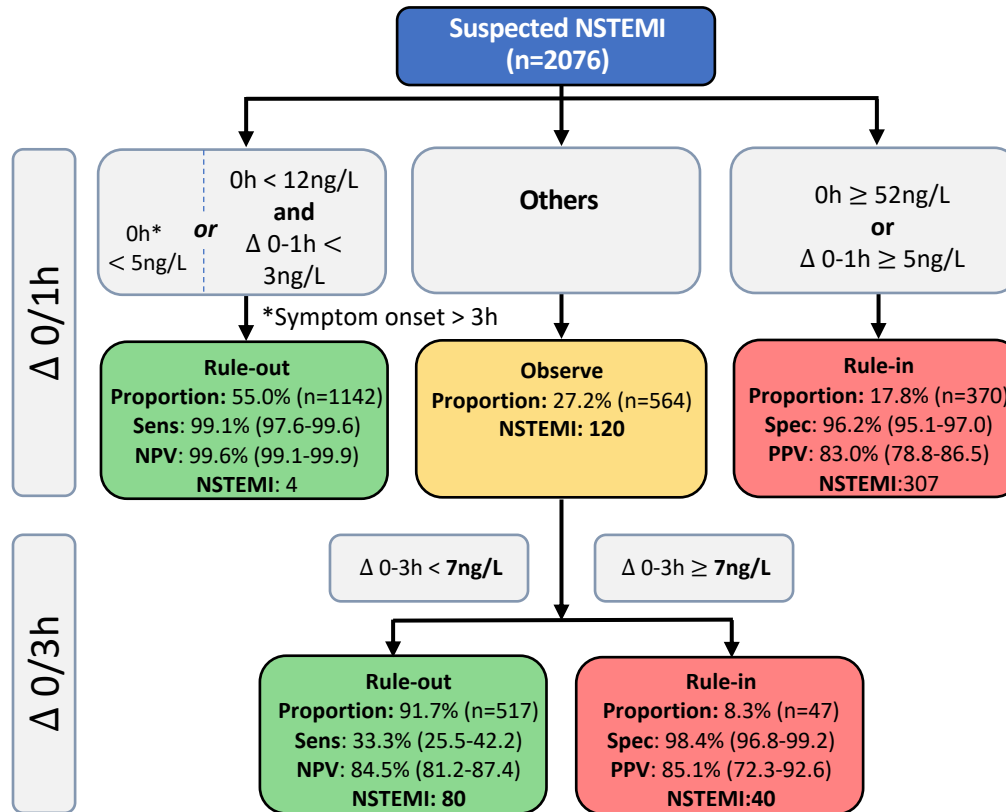 Suspected NSTEMI
(n=2076)
Δ 0/1h
0h*
< 5ng/L
or
0h < 12ng/L
and
Δ 0-1h <
3ng/L
Others
0h ≥ 52ng/L
or
Δ 0-1h ≥ 5ng/L
*Symptom onset > 3h
Rule-out
Proportion: 55.0% (n=1142)
Sens: 99.1% (97.6-99.6)
NPV: 99.6% (99.1-99.9)
NSTEMI: 4
Observe
Proportion: 27.2% (n=564)
NSTEMI: 120
Rule-in
Proportion: 17.8% (n=370)
Spec: 96.2% (95.1-97.0)
PPV: 83.0% (78.8-86.5)
NSTEMI:307
Δ 0/3h
Δ 0-3h < 7ng/L
Δ 0-3h ≥ 7ng/L
Rule-out
Proportion: 91.7% (n=517)
Sens: 33.3% (25.5-42.2)
NPV: 84.5% (81.2-87.4)
NSTEMI: 80
Rule-in
Proportion: 8.3% (n=47)
Spec: 98.4% (96.8-99.2)
PPV: 85.1% (72.3-92.6)
NSTEMI:40